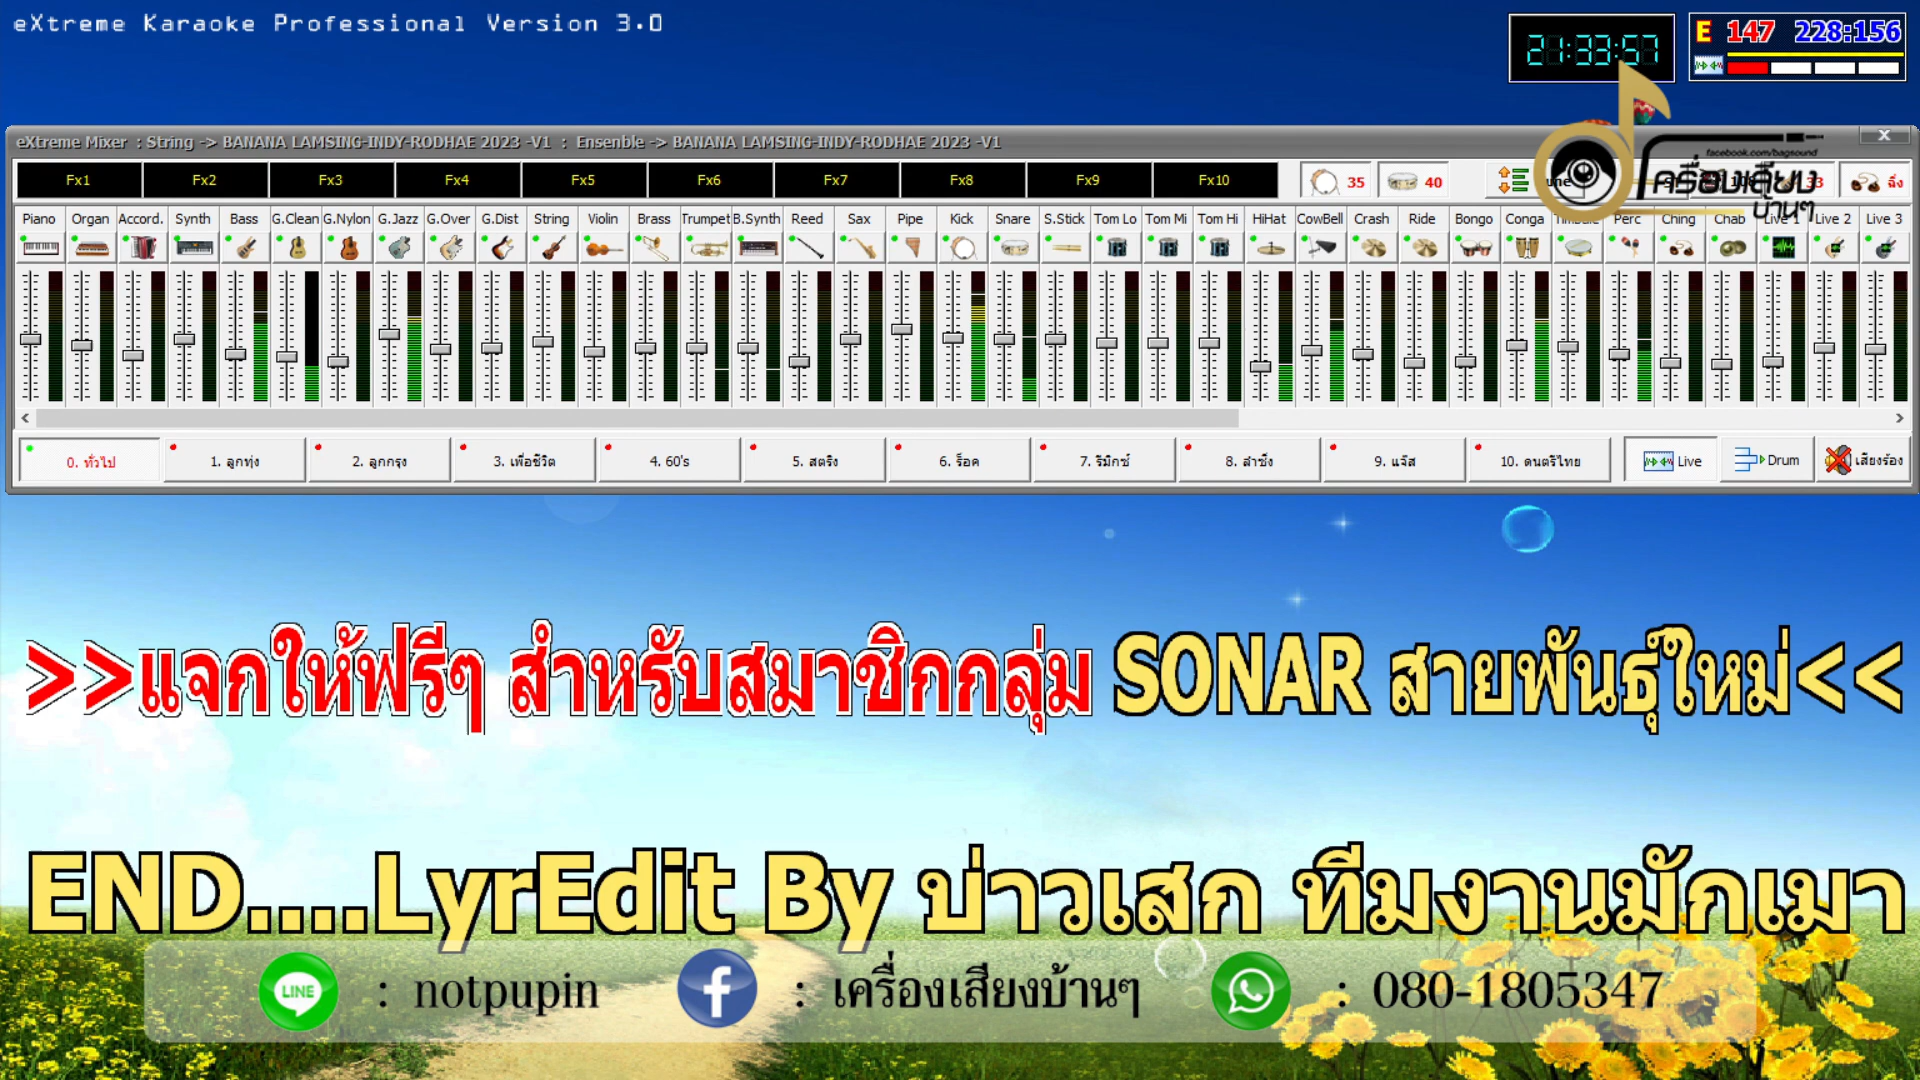 eXtreme Karaoke Professional Version 3.0
21:33:57
E 147 228:156
eXtreme Mixer : String -> BANANA LAMSING-INDY-RODHAE 2023 -V1 : Ensenble -> BANANA LAMSING-INDY-RODHAE 2023 -V1
facebook.com/bagsound
เครื่องเสียง
บ้านๆ
Fx1 Fx2 Fx3 Fx4 Fx5 Fx6 Fx7 Fx8 Fx9 Fx10 35 40 33 ฉิ่ง
Piano Organ Accord. Synth Bass G.Clean G.Nylon G.Jazz G.Over G.Dist String Violin Brass Trumpet B.Synth Reed Sax Pipe Kick Snare S.Stick Tom Lo Tom Mi Tom Hi HiHat CowBell Crash Ride Bongo Conga Timbale Perc Ching Chab Live 1 Live 2 Live 3
0. ทั่วไป 1. ลูกทุ่ง 2. ลูกกรุง 3. เพื่อชีวิต 4. 60's 5. สตริง 6. ร็อค 7. รีมิกซ์ 8. ลำซิ่ง 9. แจ๊ส 10. ดนตรีไทย Live Drum เสียงร้อง
>>แจกให้ฟรีๆ สำหรับสมาชิกกลุ่ม SONAR สายพันธุ์ใหม่<<
END....LyrEdit By บ่าวเสก ทีมงานมักเมา
LINE : notpupin f : เครื่องเสียงบ้านๆ : 080-1805347